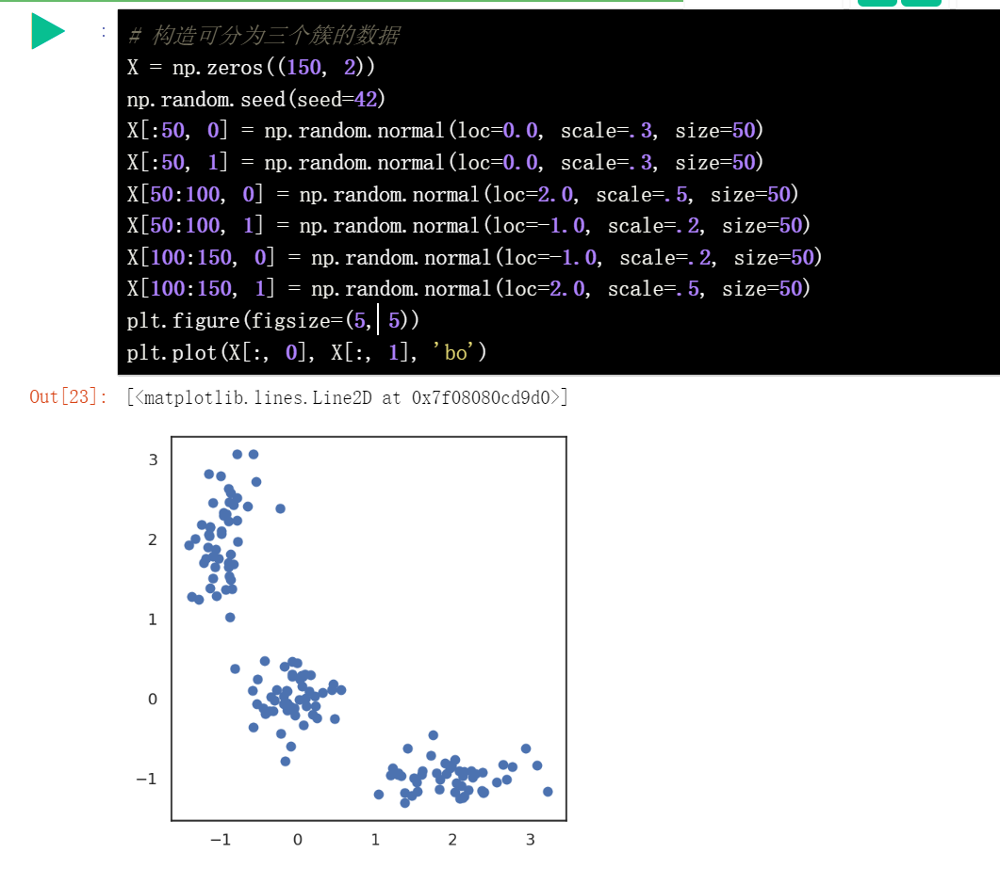 :
# 构造可分为三个簇的数据
X = np.zeros((150, 2))
np.random.seed(seed=42)
X[:50, 0] = np.random.normal(loc=0.0, scale=.3, size=50)
X[:50, 1] = np.random.normal(loc=0.0, scale=.3, size=50)
X[50:100, 0] = np.random.normal(loc=2.0, scale=.5, size=50)
X[50:100, 1] = np.random.normal(loc=-1.0, scale=.2, size=50)
X[100:150, 0] = np.random.normal(loc=-1.0, scale=.2, size=50)
X[100:150, 1] = np.random.normal(loc=2.0, scale=.5, size=50)
plt.figure(figsize=(5, 5))
plt.plot(X[:, 0], X[:, 1], 'bo')
Out[23]: [<matplotlib.lines.Line2D at 0x7f08080cd9d0>]
3
2
1
0
−1
−1 0 1 2 3